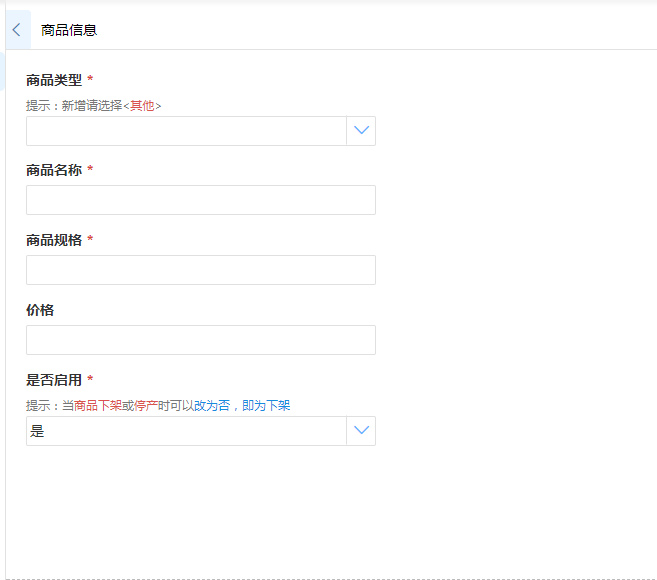 商品信息
商品类型 *
提示：新增请选择<其他>
商品名称 *
商品规格 *
价格
是否启用 *
提示：当商品下架或停产时可以改为否，即为下架
是